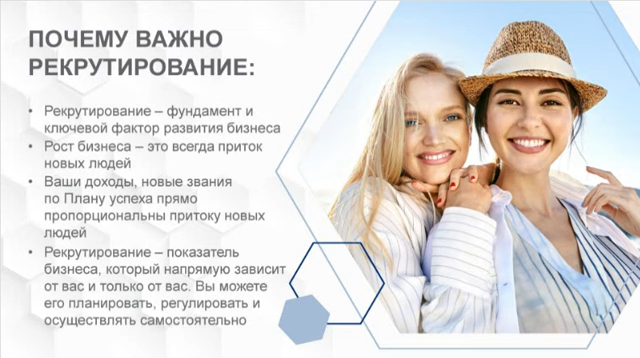 ПОЧЕМУ ВАЖНО
РЕКРУТИРОВАНИЕ:
• Рекрутирование – фундамент и
ключевой фактор развития бизнеса
• Рост бизнеса – это всегда приток
новых людей
• Ваши доходы, новые звания
по Плану успеха прямо
пропорциональны притоку новых
людей
• Рекрутирование – показатель
бизнеса, который напрямую зависит
от вас и только от вас. Вы можете
его планировать, регулировать и
осуществлять самостоятельно